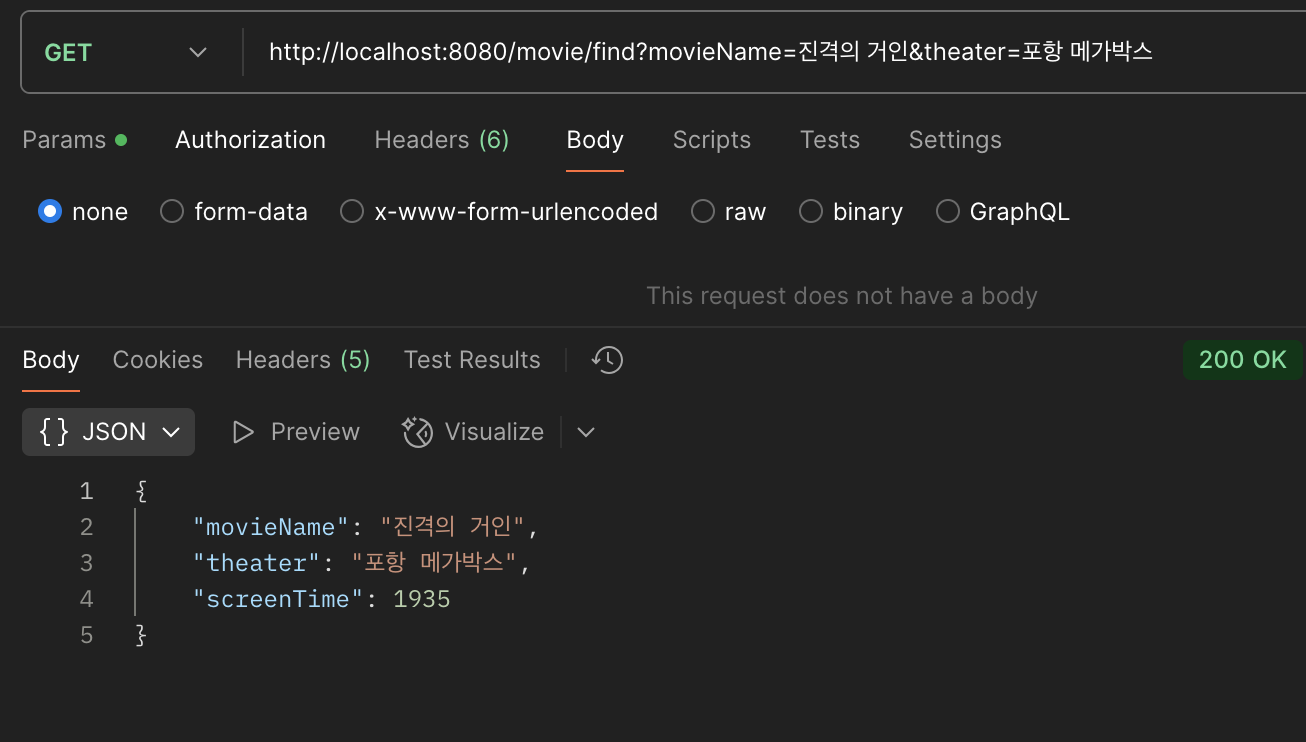 GET http://localhost:8080/movie/find?movieName=진격의 거인&theater=포항 메가박스
Params Authorization Headers (6) Body Scripts Tests Settings
none form-data x-www-form-urlencoded raw binary GraphQL
This request does not have a body
Body Cookies Headers (5) Test Results 200 OK
{} JSON Preview Visualize
1 {
2 "movieName": "진격의 거인",
3 "theater": "포항 메가박스",
4 "screenTime": 1935
5 }